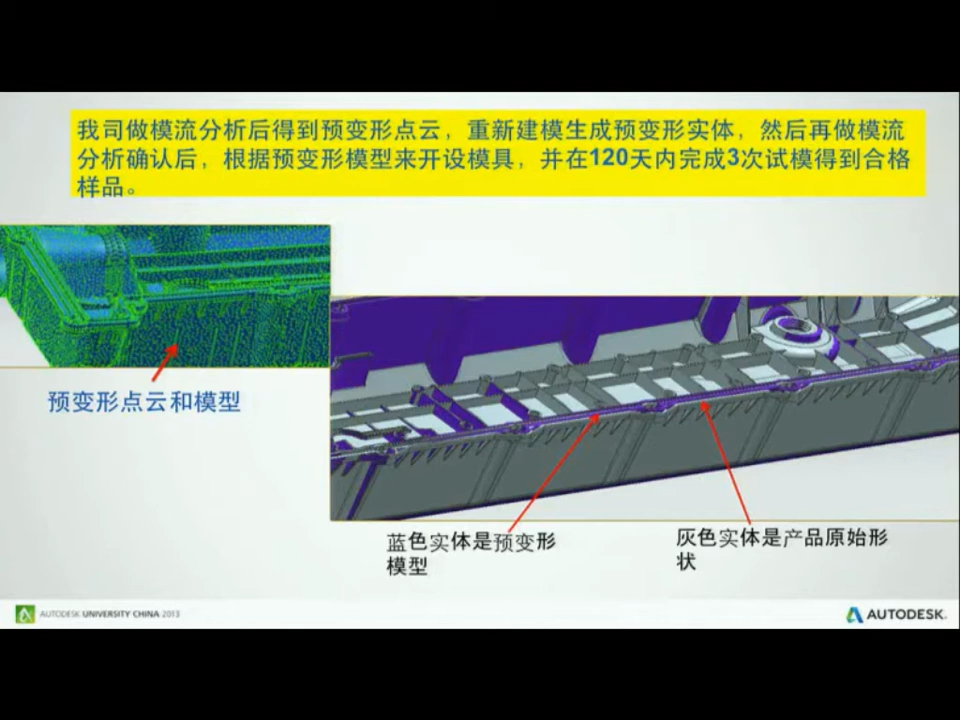 我司做模流分析后得到预变形点云，重新建模生成预变形实体，然后再做模流
分析确认后，根据预变形模型来开设模具，并在120天内完成3次试模得到合格
样品。
预变形点云和模型
蓝色实体是预变形
模型
灰色实体是产品原始形
状
AUTODESK UNIVERSITY CHINA 2013
AUTODESK.